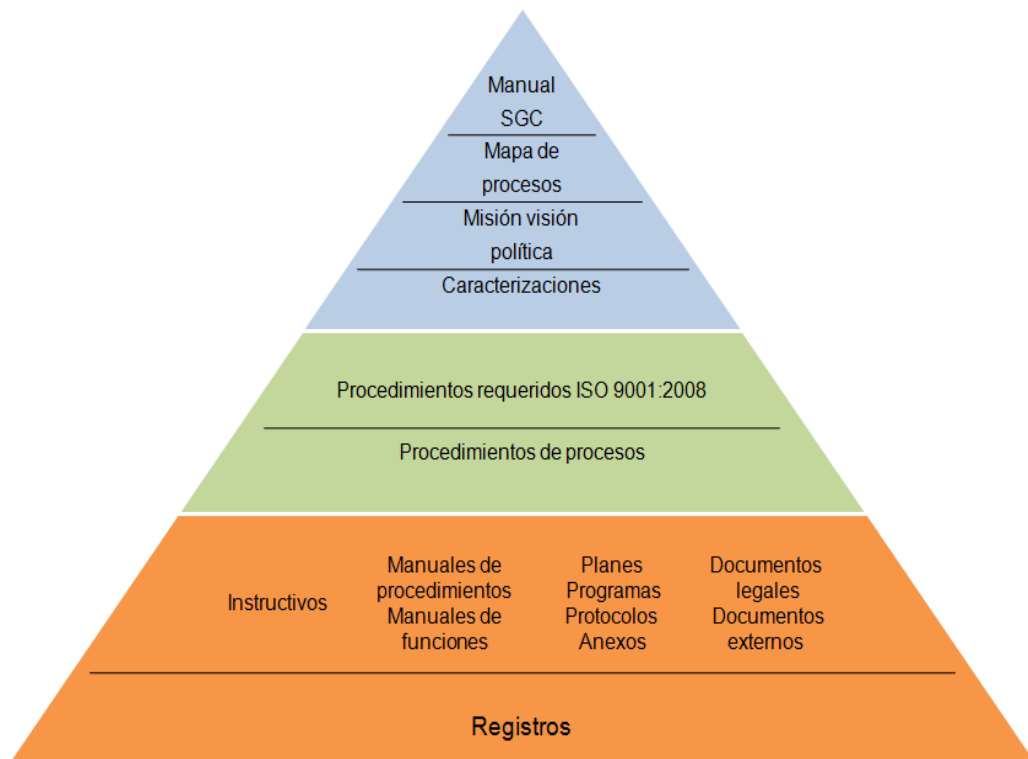 Manual
SGC
Mapa de
procesos
Misión visión
política
Caracterizaciones
Procedimientos requeridos ISO 9001:2008
Procedimientos de procesos
Instructivos
Manuales de
procedimientos
Manuales de
funciones
Planes
Programas
Protocolos
Anexos
Documentos
legales
Documentos
externos
Registros